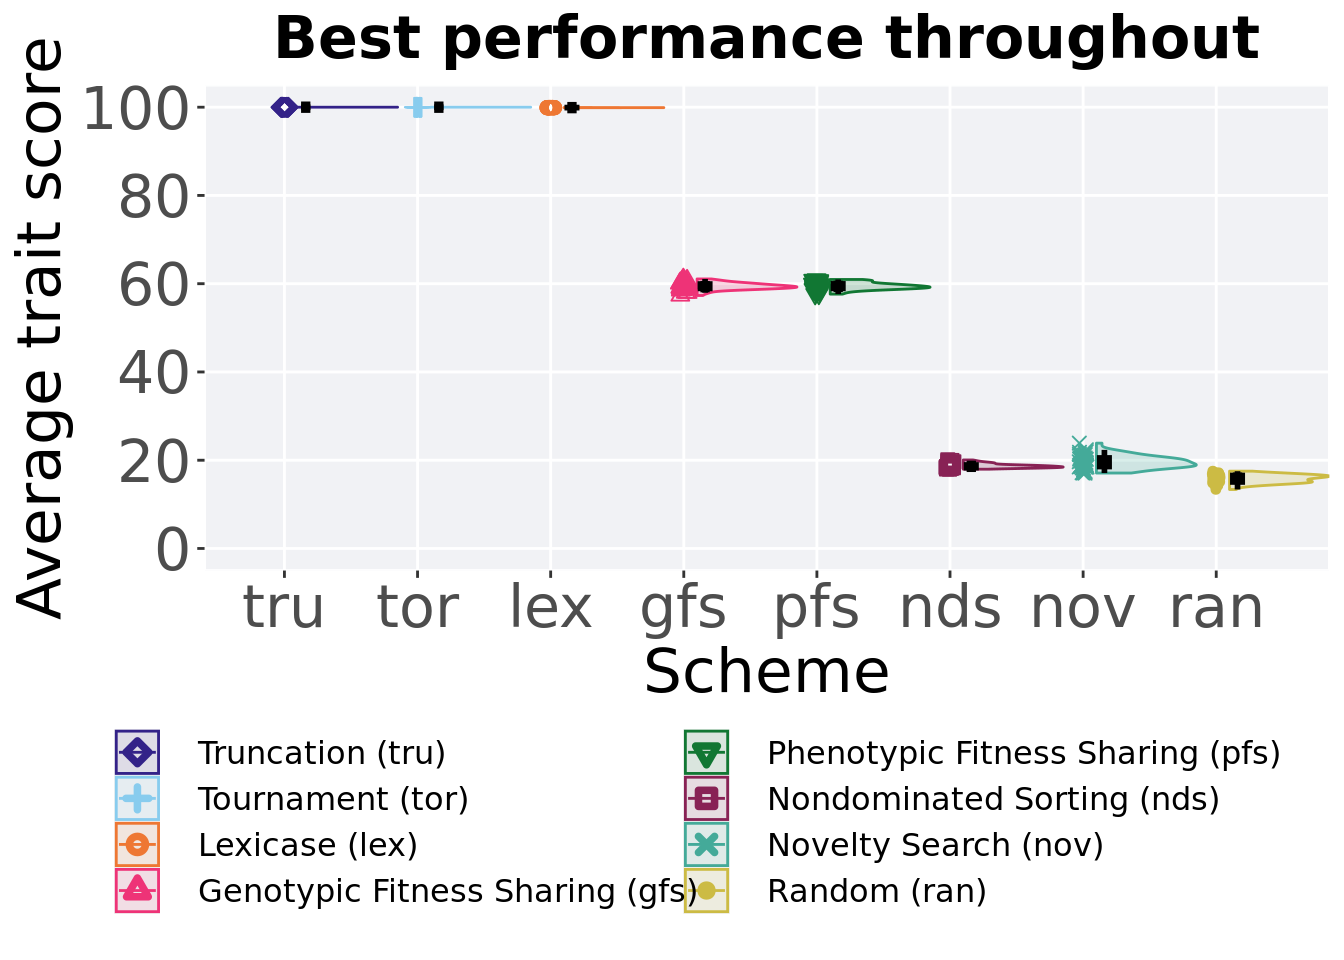 Best performance throughout
Average trait score
100
80
60
40
20
0
tru tor lex gfs pfs nds nov ran
Scheme
Truncation (tru)
Tournament (tor)
Lexicase (lex)
Genotypic Fitness Sharing (gfs)
Phenotypic Fitness Sharing (pfs)
Nondominated Sorting (nds)
Novelty Search (nov)
Random (ran)